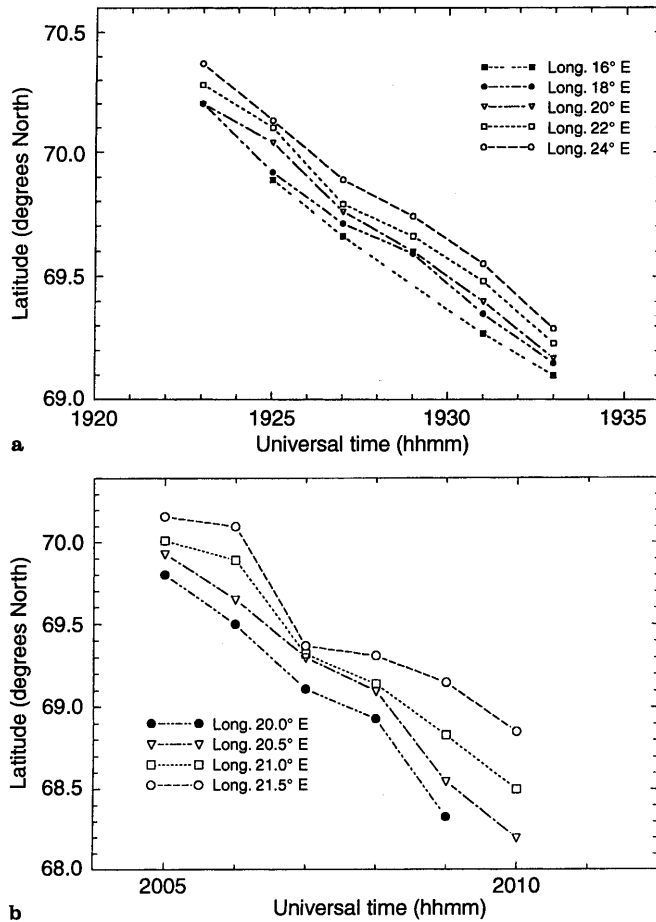 70.5
70.0
69.5
69.0
Latitude (degrees North)
Long. 16° E
Long. 18° E
Long. 20° E
Long. 22° E
Long. 24° E
1920
1925
1930
1935
Universal time (hhmm)
a
70.0
69.5
69.0
68.5
68.0
Latitude (degrees North)
Long. 20.0° E
Long. 20.5° E
Long. 21.0° E
Long. 21.5° E
2005
2010
Universal time (hhmm)
b